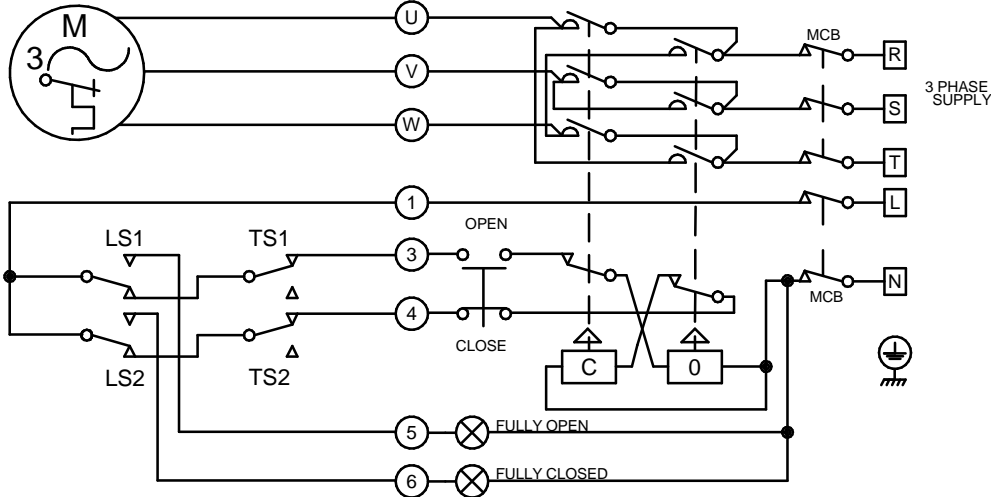 M
3
U
V
W
MCB
R
S
T
3 PHASE
SUPPLY
1
L
OPEN
LS1
TS1
3
N
MCB
4
CLOSE
LS2
TS2
C
0
5
FULLY OPEN
6
FULLY CLOSED